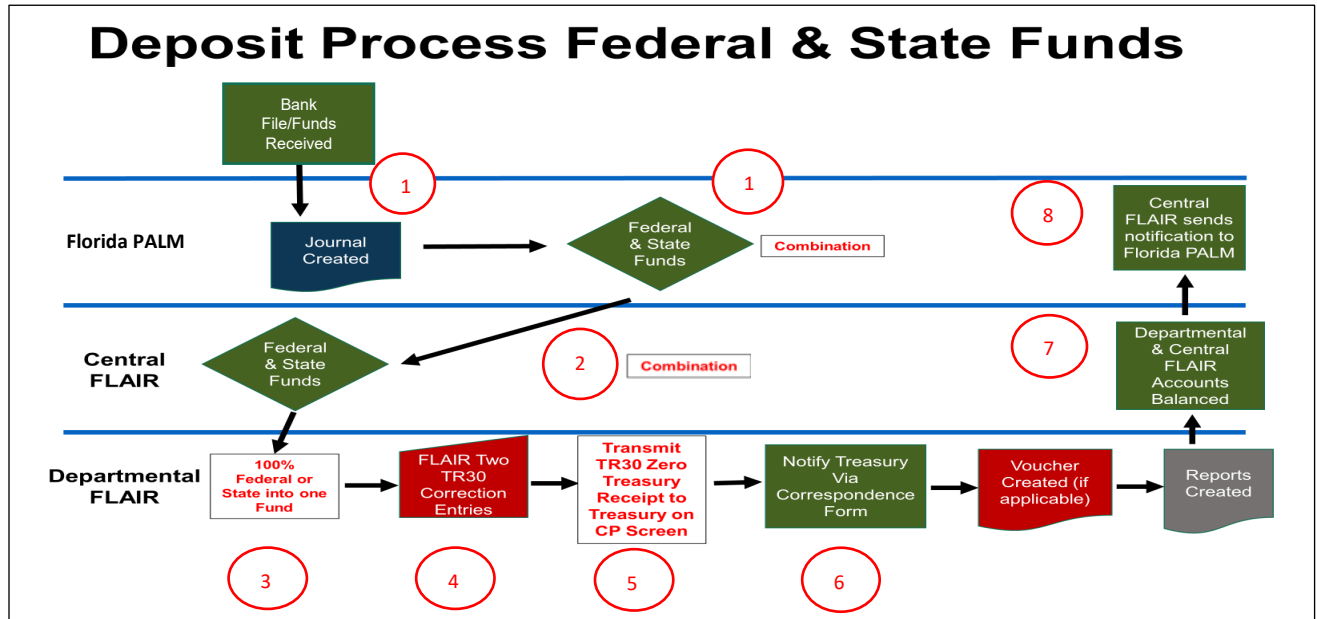 Deposit Process Federal & State Funds
Bank
File/Funds
Received
1
1
8
Florida PALM
Journal
Created
Federal
& State
Funds
Combination
Central
FLAIR sends
notification to
Florida PALM
Central
FLAIR
Federal
& State
Funds
2
Combination
7
Departmental
& Central
FLAIR
Accounts
Balanced
Departmental
FLAIR
100%
Federal or
State into one
Fund
FLAIR Two
TR30
Correction
Entries
Transmit
TR30 Zero
Treasury
Receipt to
Treasury on
CP Screen
Notify Treasury
Via
Correspondence
Form
Voucher
Created (if
applicable)
Reports
Created
3
4
5
6